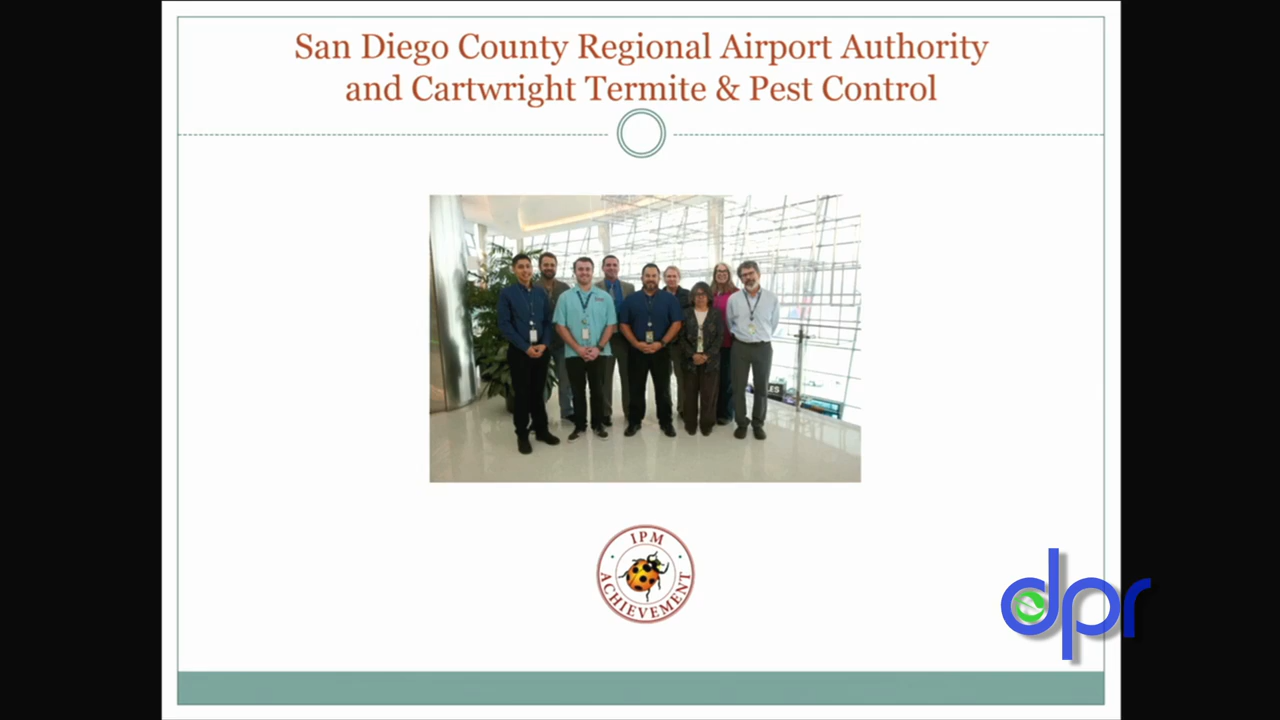 San Diego County Regional Airport Authority
and Cartwright Termite & Pest Control
IPM
ACHIEVEMENT
dpr